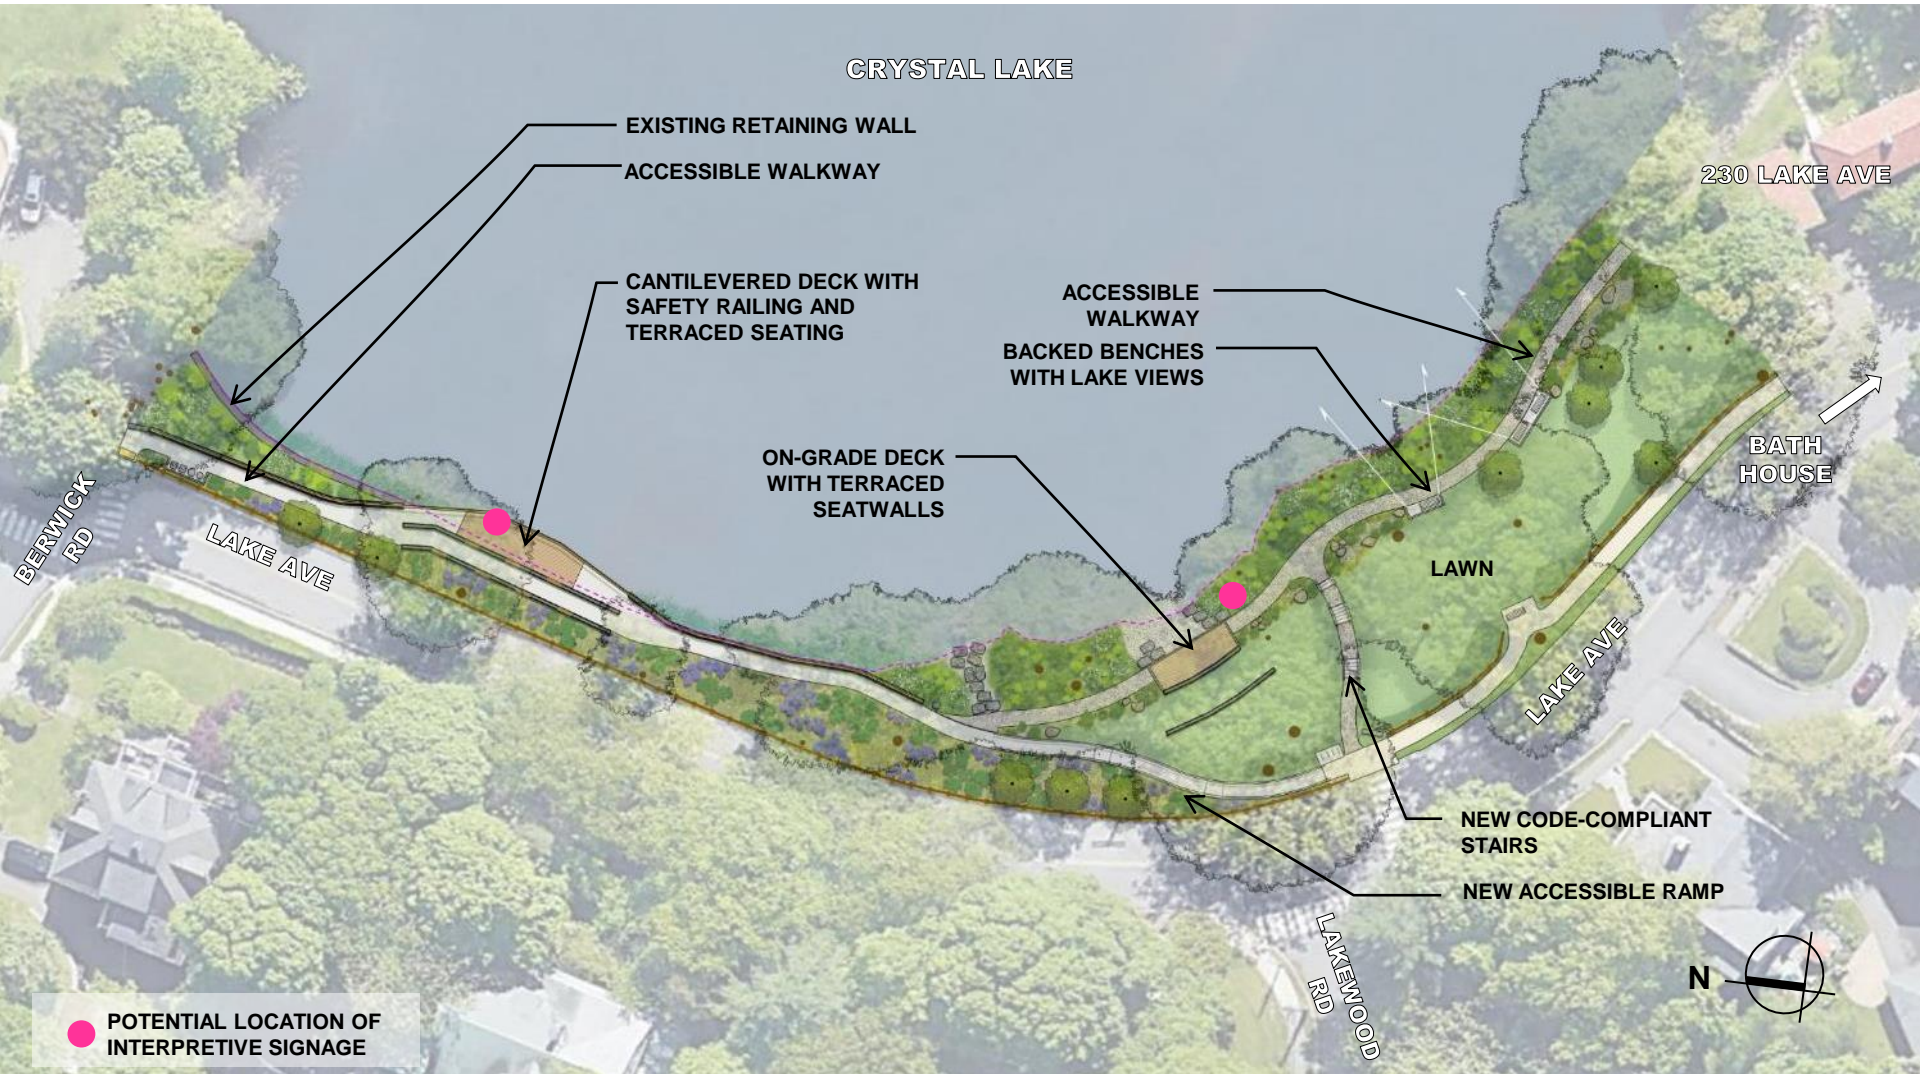 CRYSTAL LAKE
EXISTING RETAINING WALL
ACCESSIBLE WALKWAY
230 LAKE AVE
CANTILEVERED DECK WITH
SAFETY RAILING AND
TERRACED SEATING
ACCESSIBLE
WALKWAY
BACKED BENCHES
WITH LAKE VIEWS
ON-GRADE DECK
WITH TERRACED
SEATWALLS
BATH
HOUSE
BERWICK
RD
LAKE AVE
LAWN
LAKE AVE
NEW CODE-COMPLIANT
STAIRS
NEW ACCESSIBLE RAMP
LAKEWOOD
RD
N
POTENTIAL LOCATION OF
INTERPRETIVE SIGNAGE